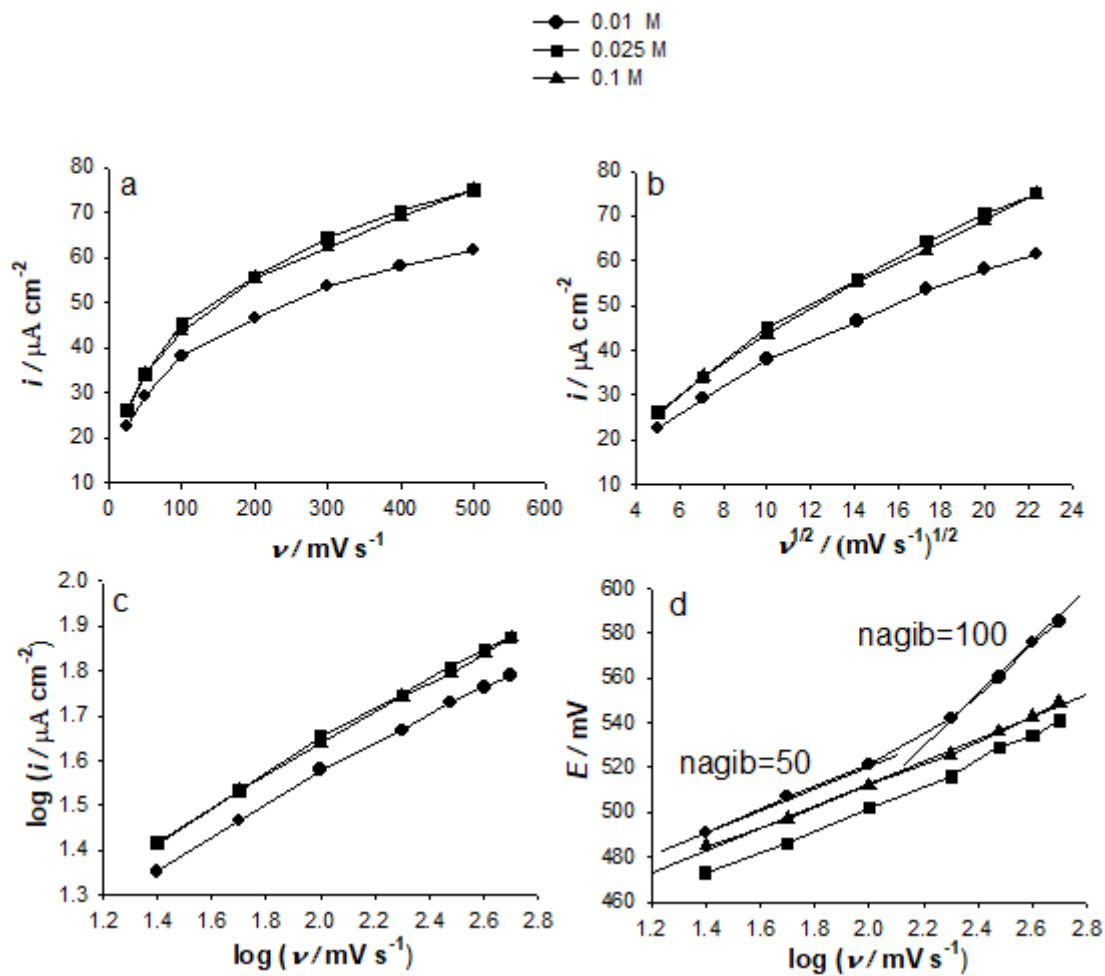 0.01 M
0.025 M
0.1 M
a
80
70
60
50
40
30
20
10
i / μA cm⁻²
0 100 200 300 400 500 600
ν / mV s⁻¹
b
80
70
60
50
40
30
20
10
i / μA cm⁻²
4 6 8 10 12 14 16 18 20 22 24
ν¹ᐟ² / (mV s⁻¹)¹ᐟ²
c
2.0
1.9
1.8
1.7
1.6
1.5
1.4
1.3
log (i / μA cm⁻²)
1.2 1.4 1.6 1.8 2.0 2.2 2.4 2.6 2.8
log ( ν / mV s⁻¹)
d
600
580
560
540
520
500
480
460
E / mV
nagib=100
nagib=50
1.2 1.4 1.6 1.8 2.0 2.2 2.4 2.6 2.8
log ( ν / mV s⁻¹)